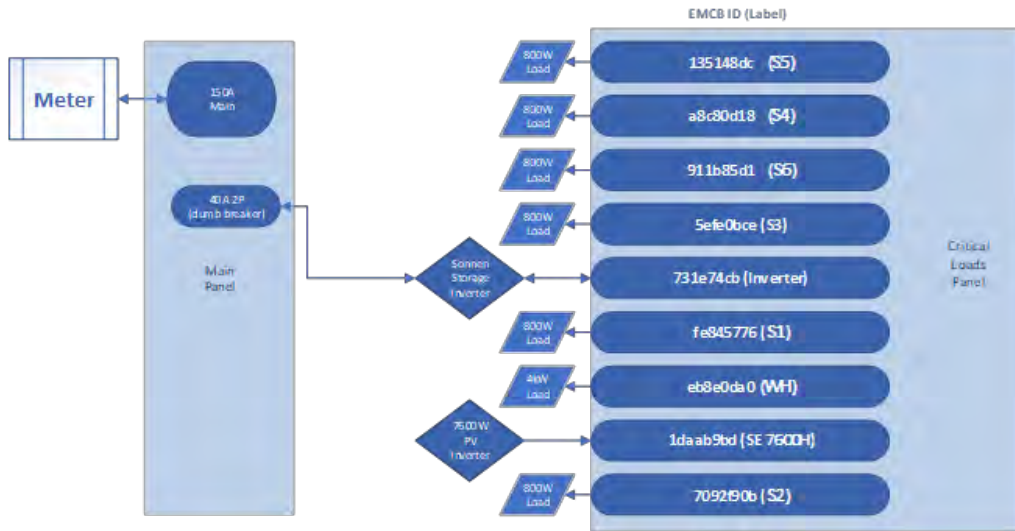 EMCB ID (Label)
Meter
150A
Main
40A 2P
(dumb breaker)
Main
Panel
800W
Load
135148dc (S5)
800W
Load
a8c80d18 (S4)
800W
Load
911b85d1 (S6)
800W
Load
5efe0bce (S3)
Sonnen
Storage
Inverter
731e74cb (Inverter)
800W
Load
fe845776 (S1)
4kW
Load
eb8e0da0 (WH)
7600W
PV
Inverter
1daab9bd (SE 7600H)
800W
Load
7092f90b (S2)
Critical
Loads
Panel